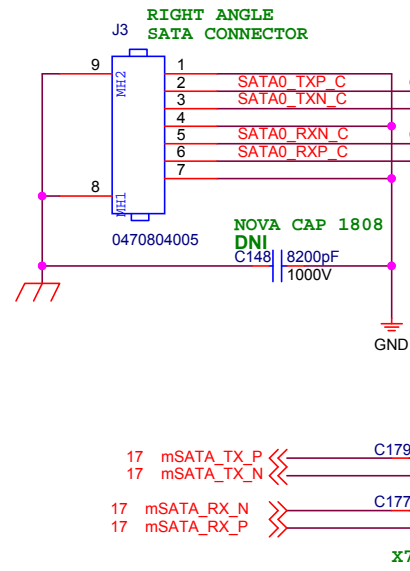 RIGHT ANGLE
J3 SATA CONNECTOR
9 MH2 1
2 SATA0_TXP_C
3 SATA0_TXN_C
4
5 SATA0_RXN_C
6 SATA0_RXP_C
7
8 MH1
0470804005
NOVA CAP 1808
DNI
C148 8200pF
1000V
GND
17 mSATA_TX_P C179
17 mSATA_TX_N
17 mSATA_RX_N C177
17 mSATA_RX_P
X7